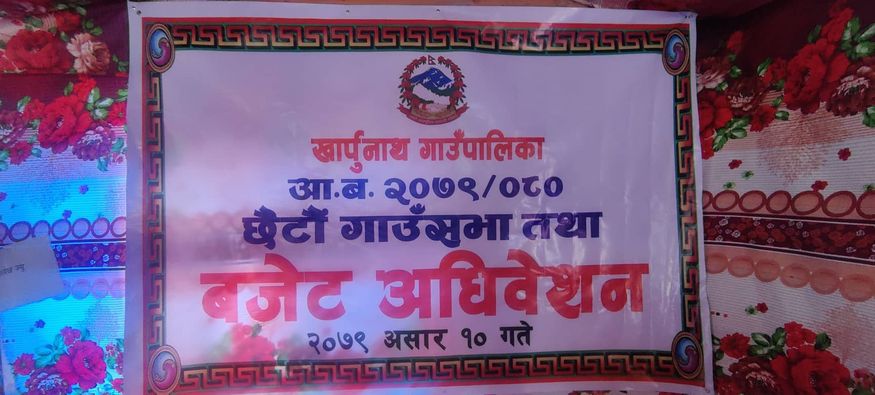 खार्पुनाथ गाउँपालिका
आ.ब. २०७९/०८०
छैटौं गाउँसभा तथा
बजेट अधिवेशन
२०७९ असार १० गते